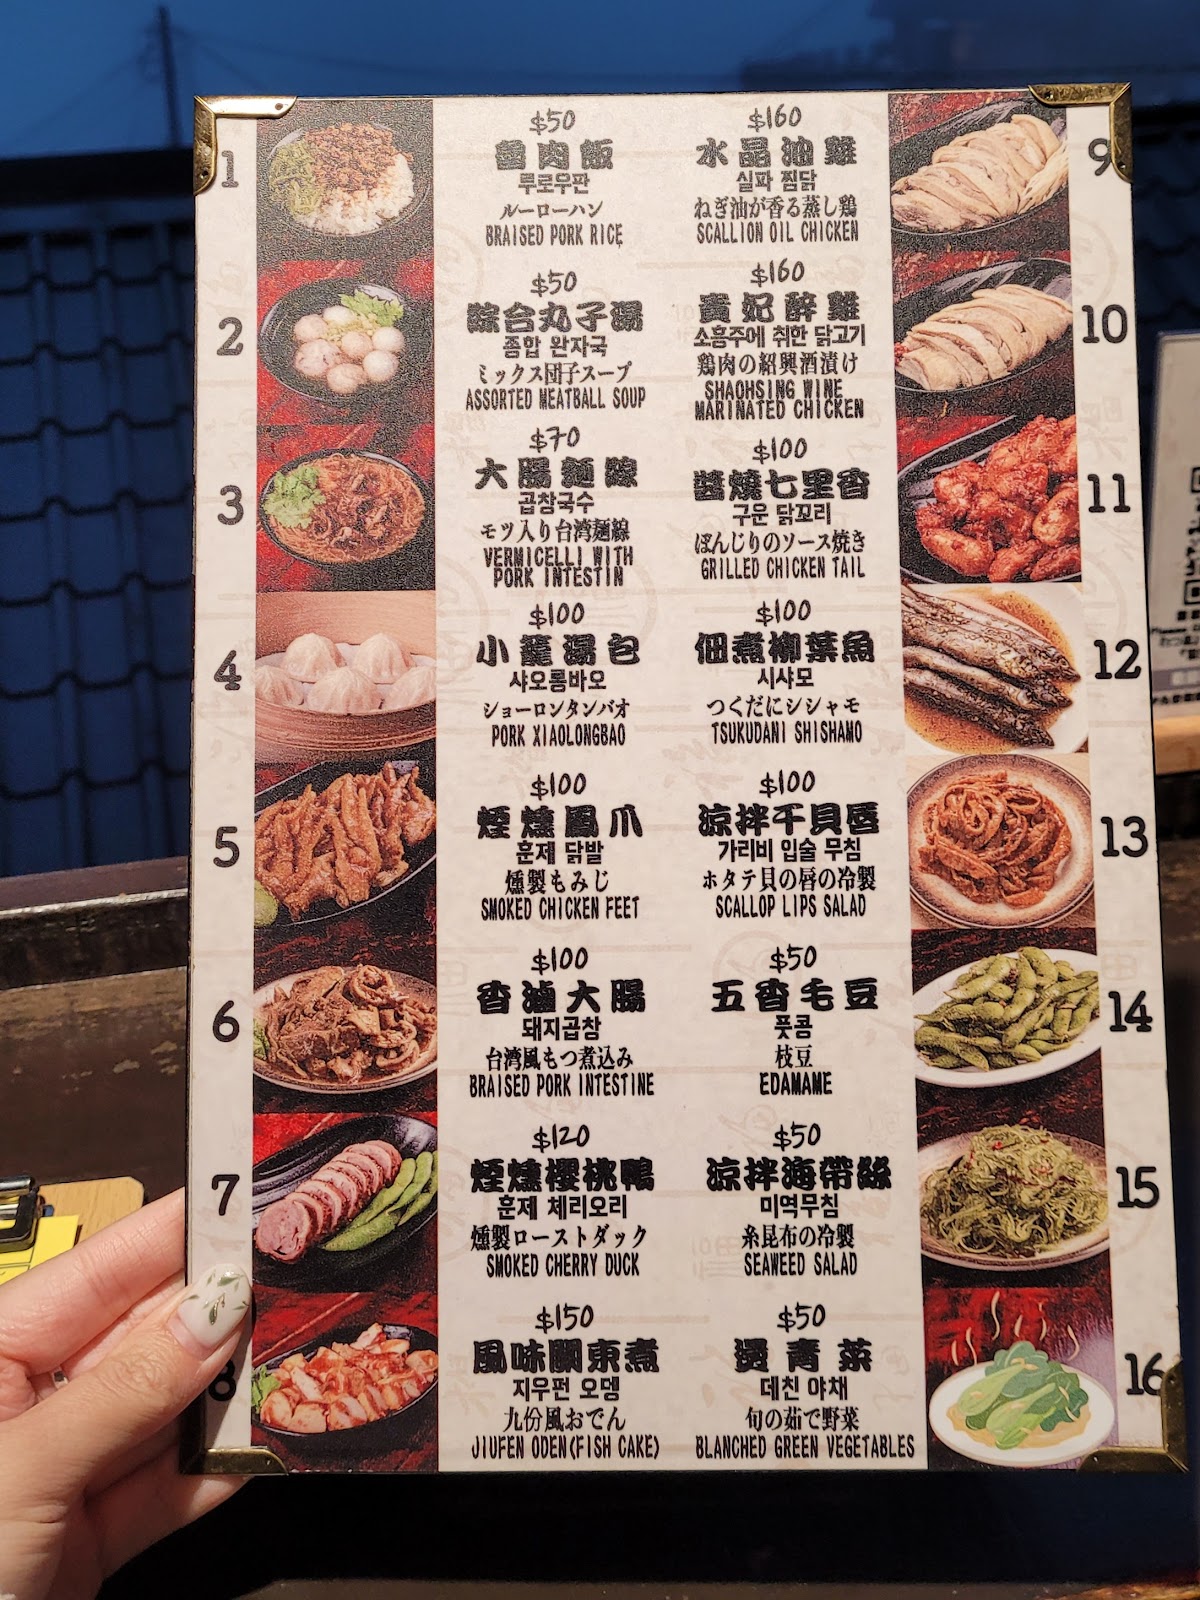 1
$50
魯肉飯
루로우판
ルーローハン
BRAISED PORK RICE
2
$50
綜合丸子湯
종합 완자국
ミックス団子スープ
ASSORTED MEATBALL SOUP
3
$70
大腸麵線
곱창국수
モツ入り台湾麺線
VERMICELLI WITH
PORK INTESTIN
4
$100
小籠湯包
샤오롱바오
ショーロンタンバオ
PORK XIAOLONGBAO
5
$100
煙燻鳳爪
훈제 닭발
燻製もみじ
SMOKED CHICKEN FEET
6
$100
香滷大腸
돼지곱창
台湾風もつ煮込み
BRAISED PORK INTESTINE
7
$120
煙燻櫻桃鴨
훈제 체리오리
燻製ローストダック
SMOKED CHERRY DUCK
8
$150
風味關東煮
지우펀 오뎅
九份風おでん
JIUFEN ODEN(FISH CAKE)
9
$160
水晶油雞
실파 찜닭
ねぎ油が香る蒸し鶏
SCALLION OIL CHICKEN
10
$160
貴妃醉雞
소흥주에 취한 닭고기
鶏肉の紹興酒漬け
SHAOHSING WINE
MARINATED CHICKEN
11
$100
醬燒七里香
구운 닭꼬리
ぼんじりのソース焼き
GRILLED CHICKEN TAIL
12
$100
佃煮柳葉魚
시샤모
つくだにシシャモ
TSUKUDANI SHISHAMO
13
$100
涼拌干貝唇
가리비 입술 무침
ホタテ貝の唇の冷製
SCALLOP LIPS SALAD
14
$50
五香毛豆
풋콩
枝豆
EDAMAME
15
$50
涼拌海帶絲
미역무침
糸昆布の冷製
SEAWEED SALAD
16
$50
燙青菜
데친 야채
旬の茹で野菜
BLANCHED GREEN VEGETABLES